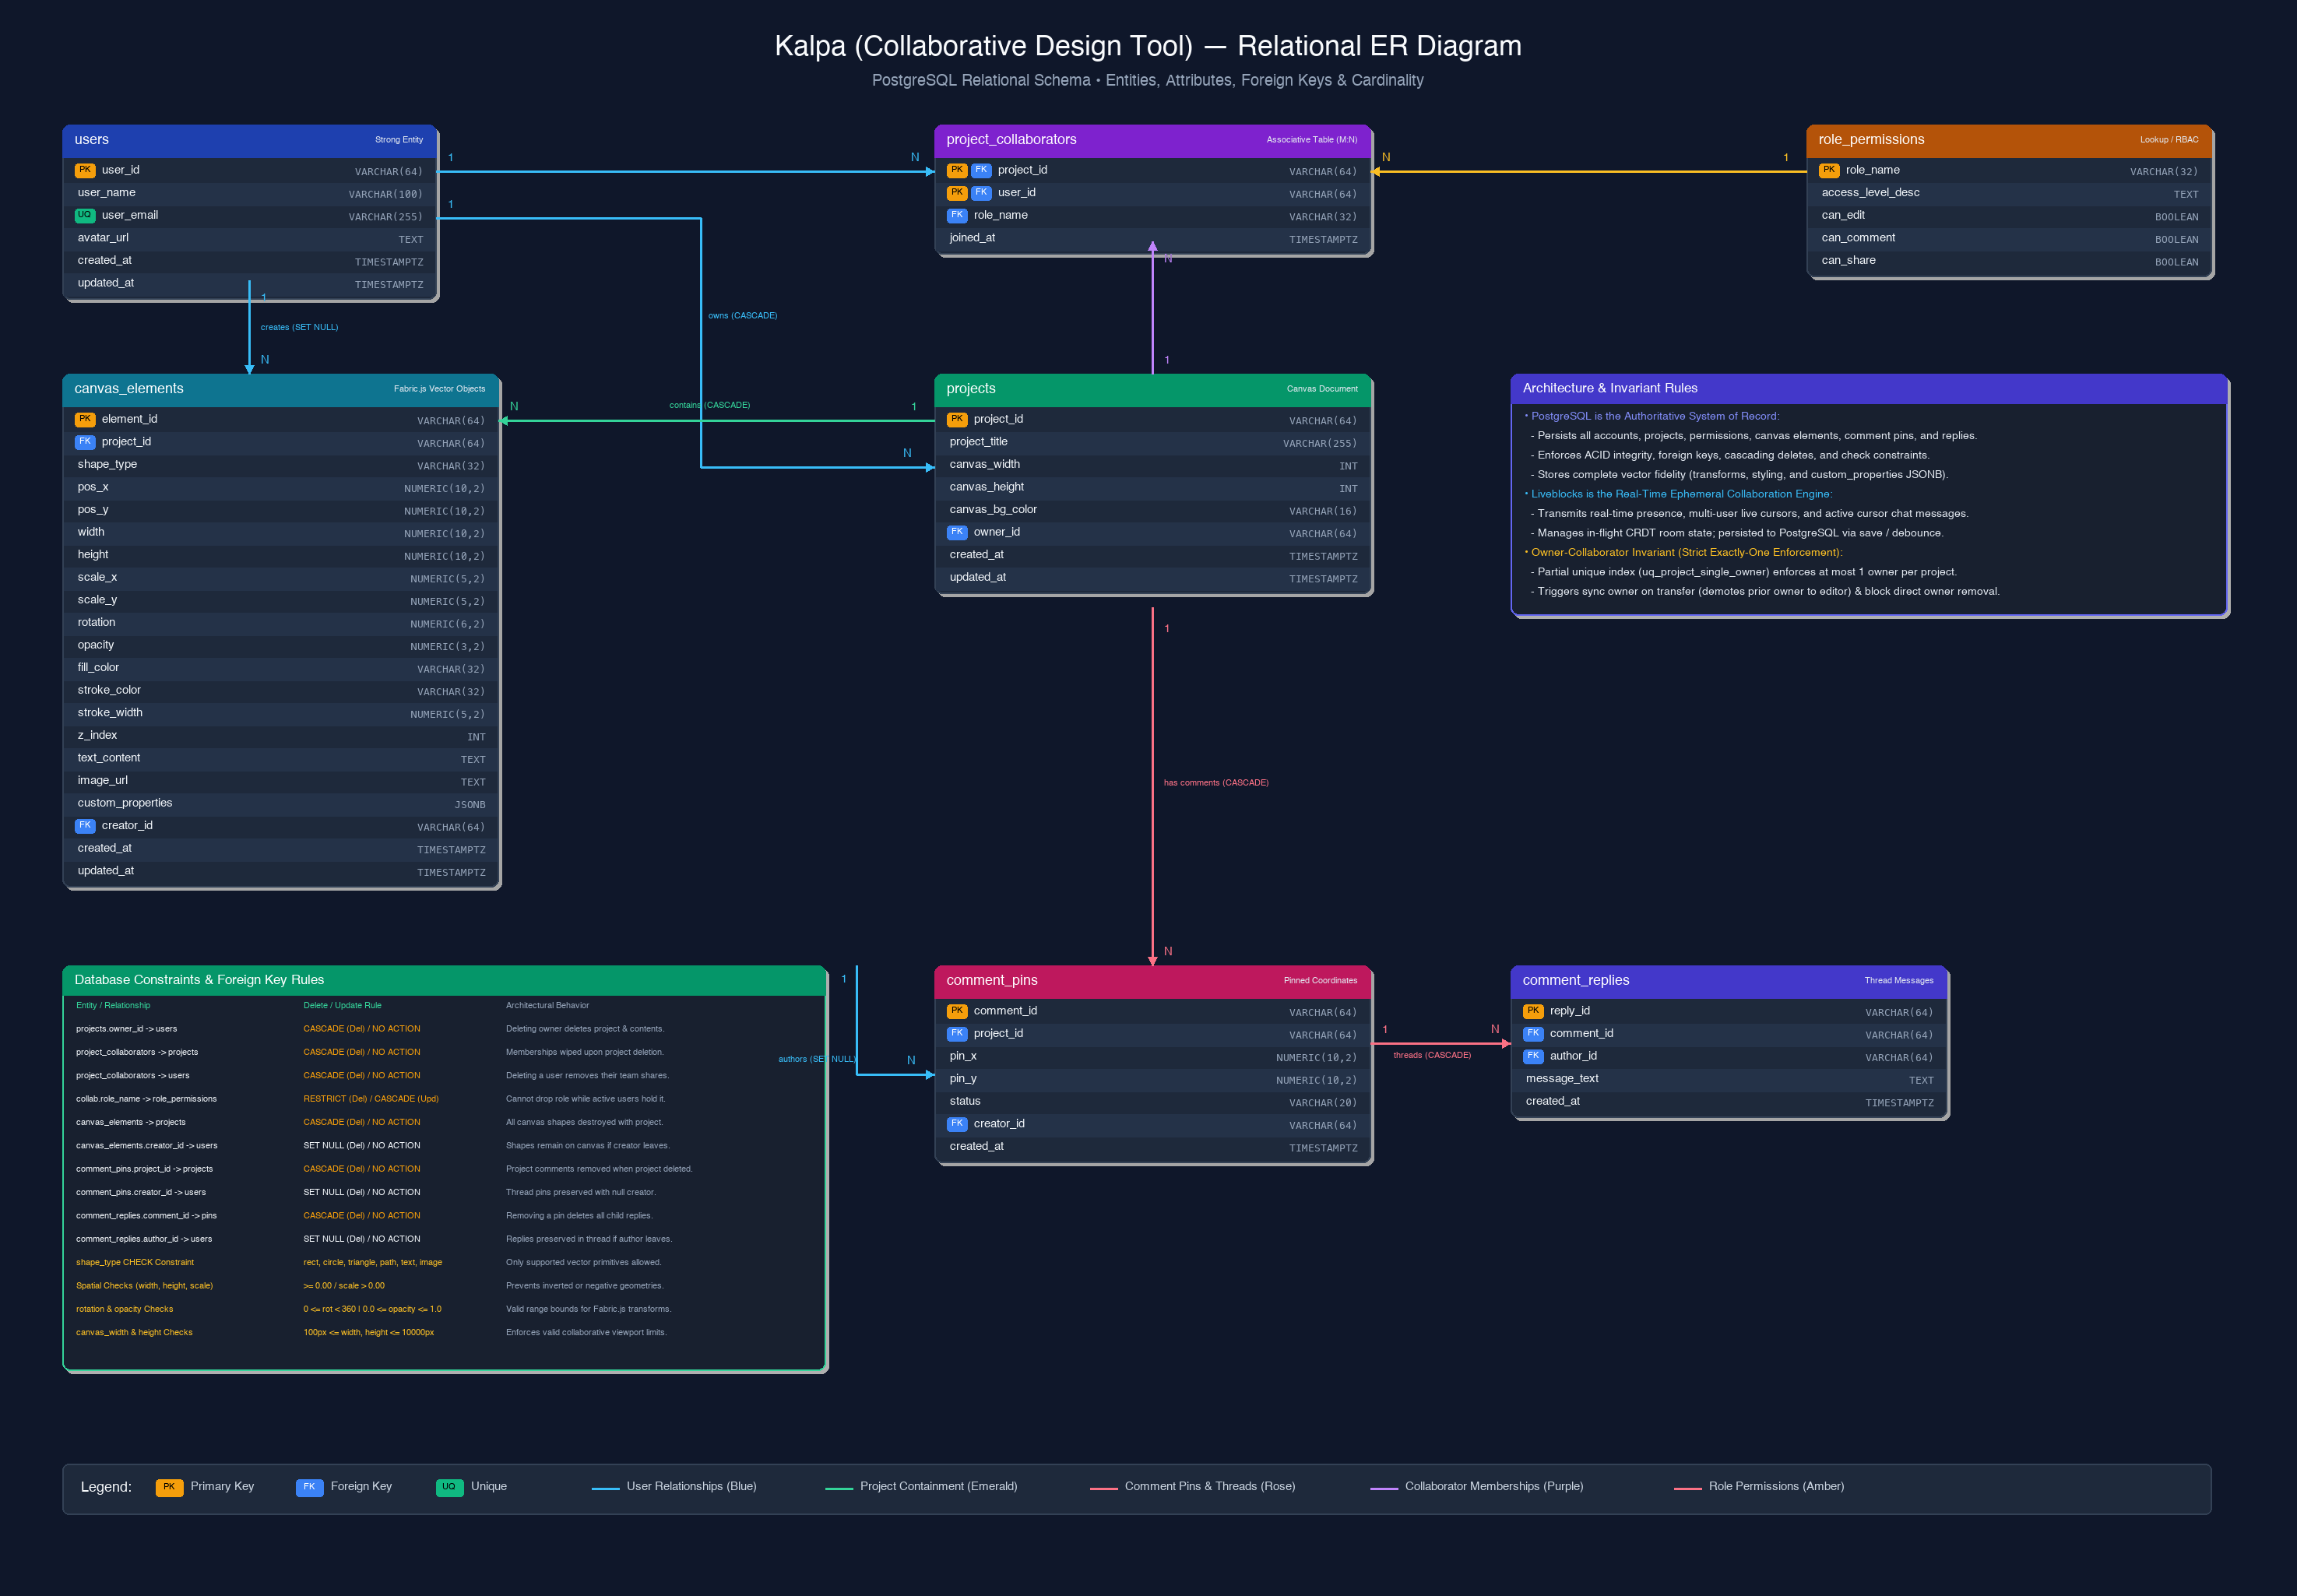 Kalpa (Collaborative Design Tool) — Relational ER Diagram
PostgreSQL Relational Schema • Entities, Attributes, Foreign Keys & Cardinality
users Strong Entity
PK user_id VARCHAR(64)
user_name VARCHAR(100)
UQ user_email VARCHAR(255)
avatar_url TEXT
created_at TIMESTAMPTZ
updated_at TIMESTAMPTZ
1
N
1
project_collaborators Associative Table (M:N)
PK FK project_id VARCHAR(64)
PK FK user_id VARCHAR(64)
FK role_name VARCHAR(32)
joined_at TIMESTAMPTZ
N
1
role_permissions Lookup / RBAC
PK role_name VARCHAR(32)
access_level_desc TEXT
can_edit BOOLEAN
can_comment BOOLEAN
can_share BOOLEAN
1
creates (SET NULL)
N
owns (CASCADE)
N
1
canvas_elements Fabric.js Vector Objects
PK element_id VARCHAR(64)
FK project_id VARCHAR(64)
shape_type VARCHAR(32)
pos_x NUMERIC(10,2)
pos_y NUMERIC(10,2)
width NUMERIC(10,2)
height NUMERIC(10,2)
scale_x NUMERIC(5,2)
scale_y NUMERIC(5,2)
rotation NUMERIC(6,2)
opacity NUMERIC(3,2)
fill_color VARCHAR(32)
stroke_color VARCHAR(32)
stroke_width NUMERIC(5,2)
z_index INT
text_content TEXT
image_url TEXT
custom_properties JSONB
FK creator_id VARCHAR(64)
created_at TIMESTAMPTZ
updated_at TIMESTAMPTZ
N
contains (CASCADE)
1
N
projects Canvas Document
PK project_id VARCHAR(64)
project_title VARCHAR(255)
canvas_width INT
canvas_height INT
canvas_bg_color VARCHAR(16)
FK owner_id VARCHAR(64)
created_at TIMESTAMPTZ
updated_at TIMESTAMPTZ
Architecture & Invariant Rules
• PostgreSQL is the Authoritative System of Record:
- Persists all accounts, projects, permissions, canvas elements, comment pins, and replies.
- Enforces ACID integrity, foreign keys, cascading deletes, and check constraints.
- Stores complete vector fidelity (transforms, styling, and custom_properties JSONB).
• Liveblocks is the Real-Time Ephemeral Collaboration Engine:
- Transmits real-time presence, multi-user live cursors, and active cursor chat messages.
- Manages in-flight CRDT room state; persisted to PostgreSQL via save / debounce.
• Owner-Collaborator Invariant (Strict Exactly-One Enforcement):
- Partial unique index (uq_project_single_owner) enforces at most 1 owner per project.
- Triggers sync owner on transfer (demotes prior owner to editor) & block direct owner removal.
1
has comments (CASCADE)
N
Database Constraints & Foreign Key Rules
Entity / Relationship Delete / Update Rule Architectural Behavior
projects.owner_id -> users CASCADE (Del) / NO ACTION Deleting owner deletes project & contents.
project_collaborators -> projects CASCADE (Del) / NO ACTION Memberships wiped upon project deletion.
project_collaborators -> users CASCADE (Del) / NO ACTION Deleting a user removes their team shares.
collab.role_name -> role_permissions RESTRICT (Del) / CASCADE (Upd) Cannot drop role while active users hold it.
canvas_elements -> projects CASCADE (Del) / NO ACTION All canvas shapes destroyed with project.
canvas_elements.creator_id -> users SET NULL (Del) / NO ACTION Shapes remain on canvas if creator leaves.
comment_pins.project_id -> projects CASCADE (Del) / NO ACTION Project comments removed when project deleted.
comment_pins.creator_id -> users SET NULL (Del) / NO ACTION Thread pins preserved with null creator.
comment_replies.comment_id -> pins CASCADE (Del) / NO ACTION Removing a pin deletes all child replies.
comment_replies.author_id -> users SET NULL (Del) / NO ACTION Replies preserved in thread if author leaves.
shape_type CHECK Constraint rect, circle, triangle, path, text, image Only supported vector primitives allowed.
Spatial Checks (width, height, scale) >= 0.00 / scale > 0.00 Prevents inverted or negative geometries.
rotation & opacity Checks 0 <= rot < 360 | 0.0 <= opacity <= 1.0 Valid range bounds for Fabric.js transforms.
canvas_width & height Checks 100px <= width, height <= 10000px Enforces valid collaborative viewport limits.
1
authors (SET NULL)
N
comment_pins Pinned Coordinates
PK comment_id VARCHAR(64)
FK project_id VARCHAR(64)
pin_x NUMERIC(10,2)
pin_y NUMERIC(10,2)
status VARCHAR(20)
FK creator_id VARCHAR(64)
created_at TIMESTAMPTZ
1
N
threads (CASCADE)
comment_replies Thread Messages
PK reply_id VARCHAR(64)
FK comment_id VARCHAR(64)
FK author_id VARCHAR(64)
message_text TEXT
created_at TIMESTAMPTZ
Legend: PK Primary Key FK Foreign Key UQ Unique User Relationships (Blue) Project Containment (Emerald) Comment Pins & Threads (Rose) Collaborator Memberships (Purple) Role Permissions (Amber)